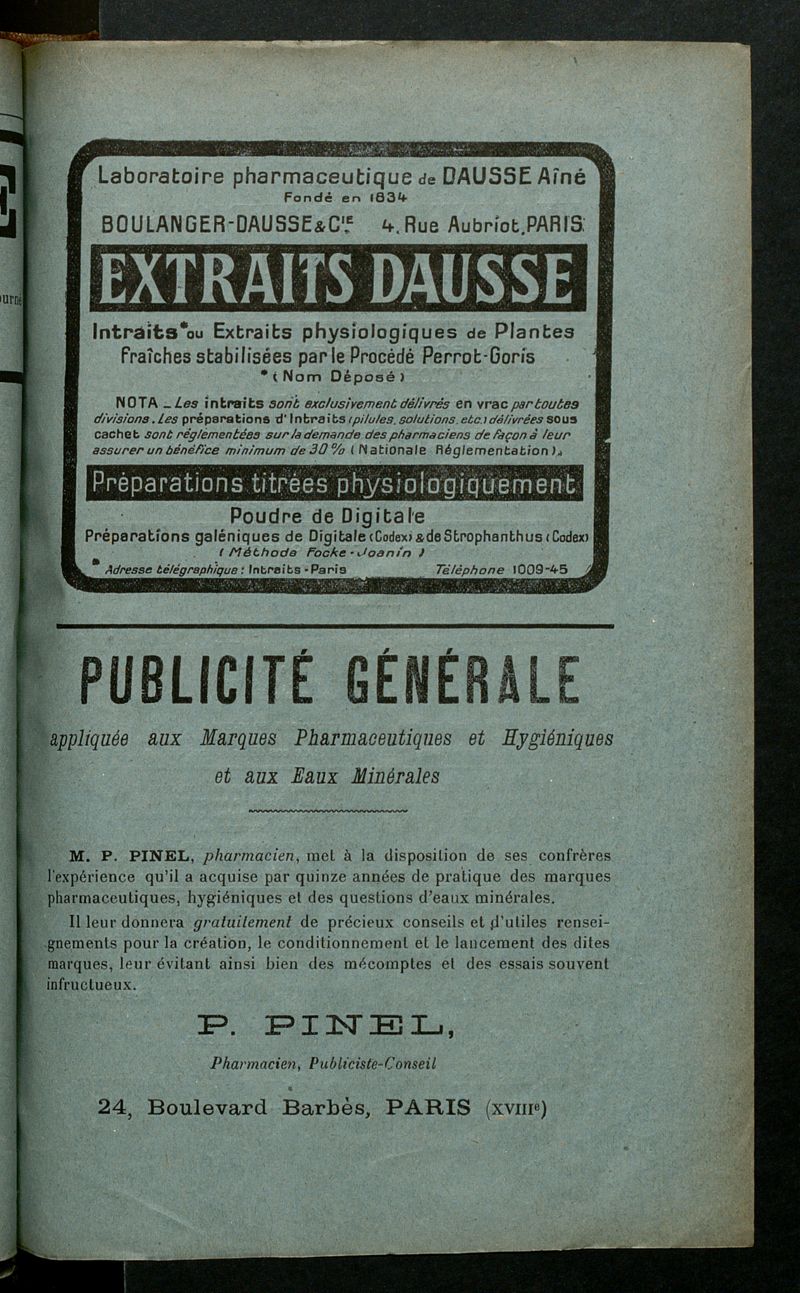 Laboratoire pharmaceutique de DAUSSE Aîné
Fondé en 1834
BOULANGER-DAUSSE & Cie 4, Rue Aubriot, PARIS
EXTRAITS DAUSSE
Intraits* ou Extraits physiologiques de Plantes
Fraîches stabilisées par le Procédé Perrot-Goris
* (Nom Déposé)
NOTA _ Les intraits sont exclusivement délivrés en vrac par toutes
divisions. Les préparations d'Intraits (pilules, solutions, etc.) délivrées sous
cachet sont réglementées sur la demande des pharmaciens de façon à leur
assurer un bénéfice minimum de 30 % (Nationale Réglementation).
Préparations titrées physiologiquement
Poudre de Digitale
Préparations galéniques de Digitale (Codex) & de Strophanthus (Codex)
(Méthode Focke-Joanin)
* Adresse télégraphique : Intraits-Paris Téléphone 1009-45
PUBLICITÉ GÉNÉRALE
appliquée aux Marques Pharmaceutiques et Hygiéniques
et aux Eaux Minérales
M. P. PINEL, pharmacien, met à la disposition de ses confrères
l'expérience qu'il a acquise par quinze années de pratique des marques
pharmaceutiques, hygiéniques et des questions d'eaux minérales.
Il leur donnera gratuitement de précieux conseils et d'utiles rensei-
gnements pour la création, le conditionnement et le lancement des dites
marques, leur évitant ainsi bien des mécomptes et des essais souvent
infructueux.
P. PINEL,
Pharmacien, Publiciste-Conseil
24, Boulevard Barbès, PARIS (XVIIIe)